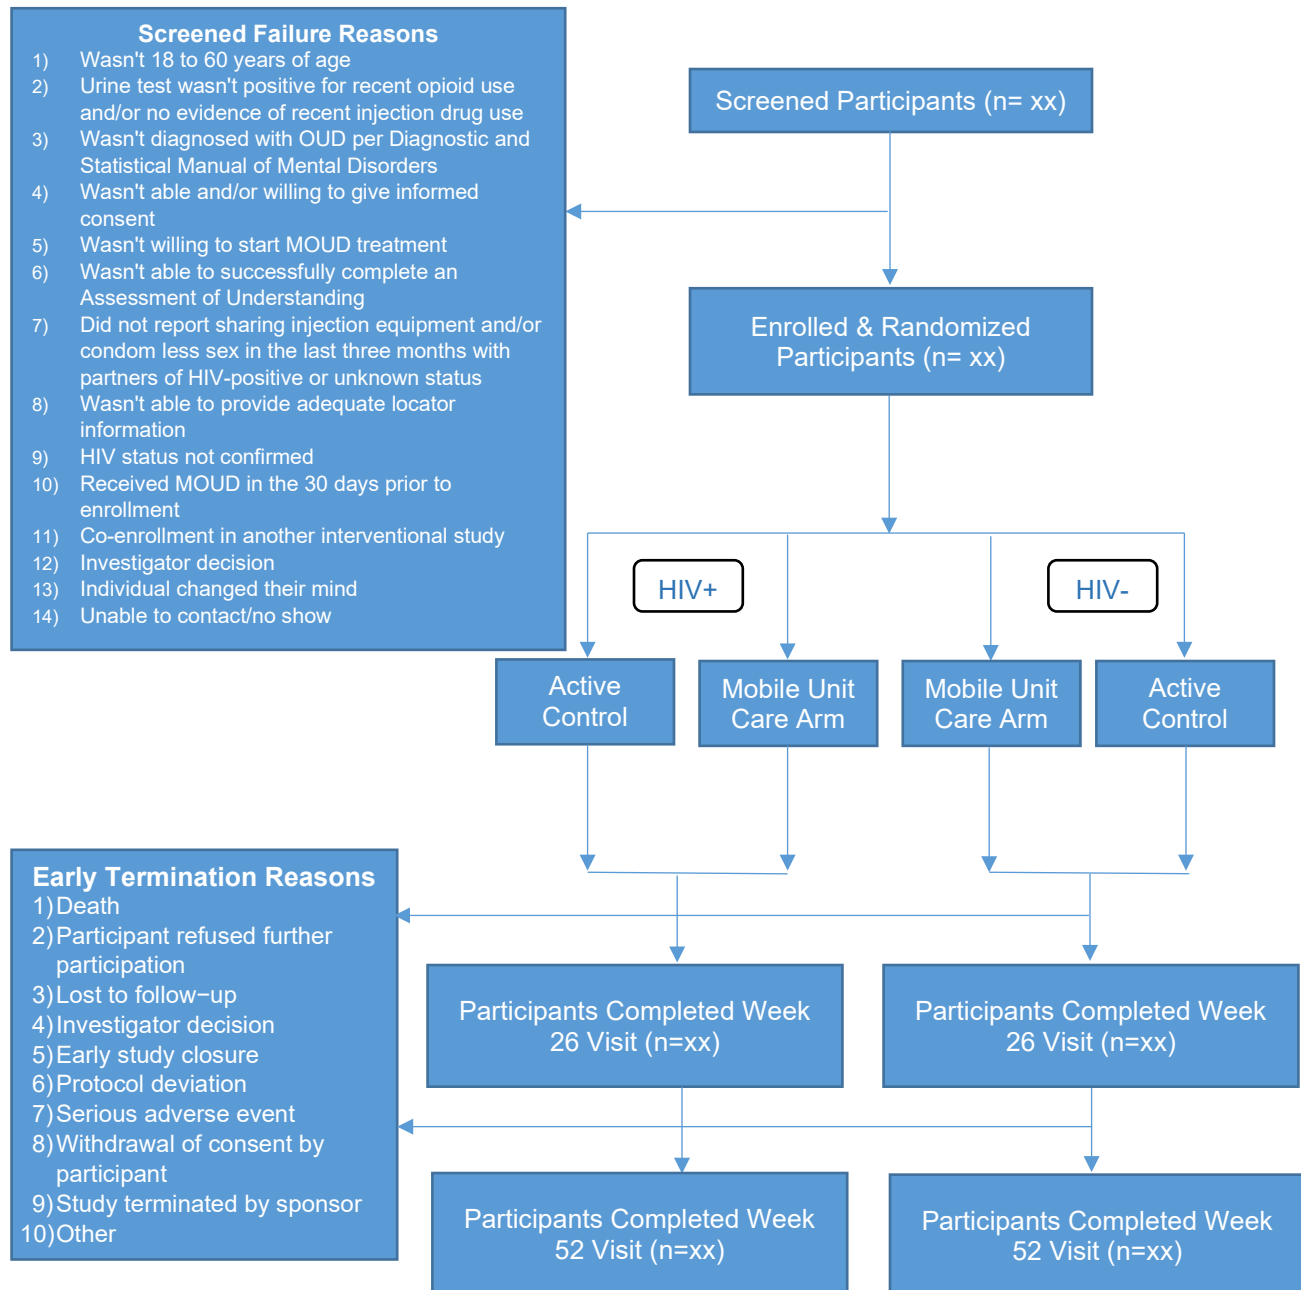 Screened Failure Reasons
1) Wasn't 18 to 60 years of age
2) Urine test wasn't positive for recent opioid use
and/or no evidence of recent injection drug use
3) Wasn't diagnosed with OUD per Diagnostic and
Statistical Manual of Mental Disorders
4) Wasn't able and/or willing to give informed
consent
5) Wasn't willing to start MOUD treatment
6) Wasn't able to successfully complete an
Assessment of Understanding
7) Did not report sharing injection equipment and/or
condom less sex in the last three months with
partners of HIV-positive or unknown status
8) Wasn't able to provide adequate locator
information
9) HIV status not confirmed
10) Received MOUD in the 30 days prior to
enrollment
11) Co-enrollment in another interventional study
12) Investigator decision
13) Individual changed their mind
14) Unable to contact/no show
Screened Participants (n= xx)
Enrolled & Randomized
Participants (n= xx)
HIV+
HIV-
Active
Control
Mobile Unit
Care Arm
Mobile Unit
Care Arm
Active
Control
Early Termination Reasons
1) Death
2) Participant refused further
participation
3) Lost to follow−up
4) Investigator decision
5) Early study closure
6) Protocol deviation
7) Serious adverse event
8) Withdrawal of consent by
participant
9) Study terminated by sponsor
10) Other
Participants Completed Week
26 Visit (n=xx)
Participants Completed Week
26 Visit (n=xx)
Participants Completed Week
52 Visit (n=xx)
Participants Completed Week
52 Visit (n=xx)